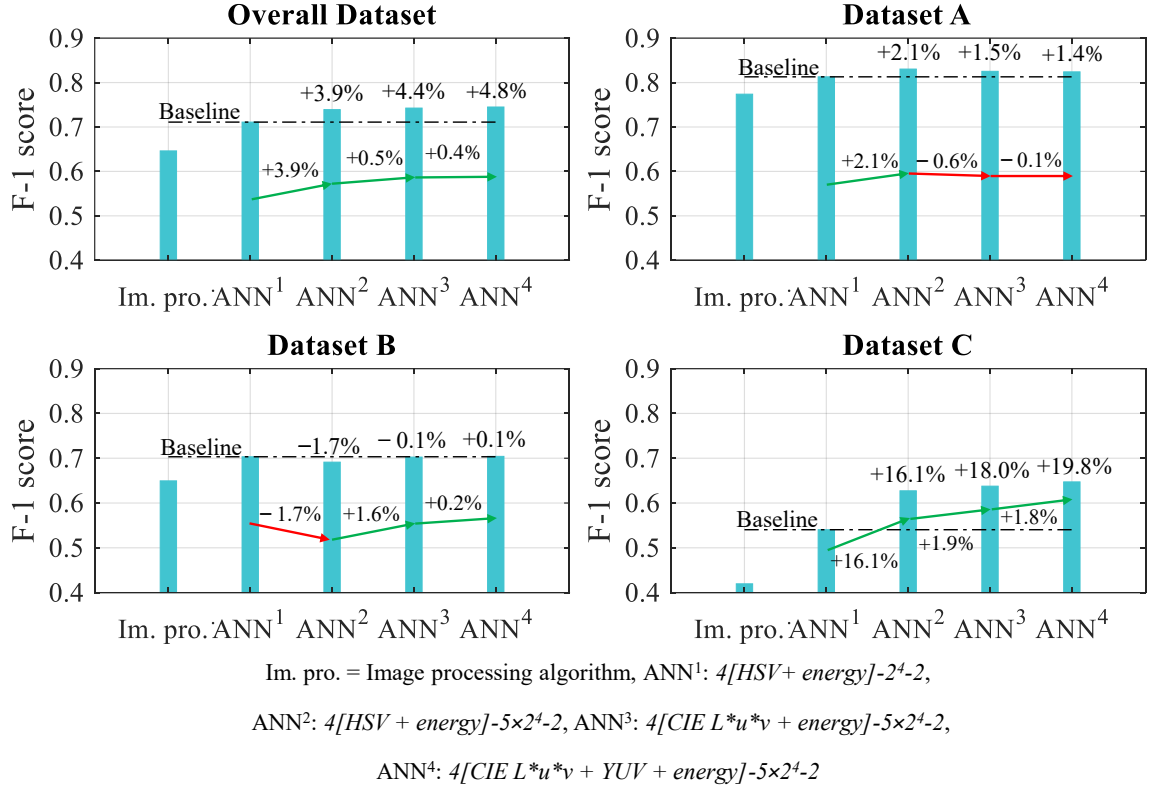 Overall Dataset
F-1 score
0.9
0.8
0.7
0.6
0.5
0.4
Baseline
+3.9%
+4.4%
+4.8%
+3.9%
+0.5%
+0.4%
Im. pro. ANN¹ ANN² ANN³ ANN⁴
Dataset A
F-1 score
0.9
0.8
0.7
0.6
0.5
0.4
Baseline
+2.1%
+1.5%
+1.4%
+2.1%
−0.6%
−0.1%
Im. pro. ANN¹ ANN² ANN³ ANN⁴
Dataset B
F-1 score
0.9
0.8
0.7
0.6
0.5
0.4
Baseline
−1.7%
−0.1%
+0.1%
−1.7%
+1.6%
+0.2%
Im. pro. ANN¹ ANN² ANN³ ANN⁴
Dataset C
F-1 score
0.9
0.8
0.7
0.6
0.5
0.4
Baseline
+16.1%
+18.0%
+19.8%
+16.1%
+1.9%
+1.8%
Im. pro. ANN¹ ANN² ANN³ ANN⁴
Im. pro. = Image processing algorithm, ANN¹: 4[HSV+ energy]-2⁴-2,
ANN²: 4[HSV + energy]-5×2⁴-2, ANN³: 4[CIE L*u*v + energy]-5×2⁴-2,
ANN⁴: 4[CIE L*u*v + YUV + energy]-5×2⁴-2